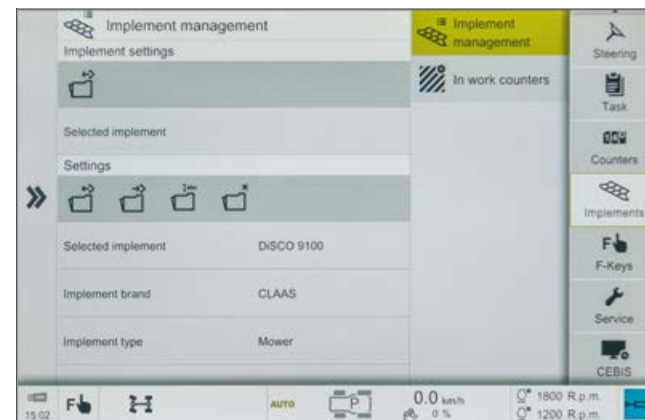 Implement management
Implement settings
Selected implement
Settings
Selected implement DISCO 9100
Implement brand CLAAS
Implement type Mower
Implement
management
In work counters
Steering
Task
Counters
Implements
F
F-Keys
Service
CEBIS
15:02
F
AUTO
P
0.0 km/h
0 %
1800 R.p.m.
1200 R.p.m.